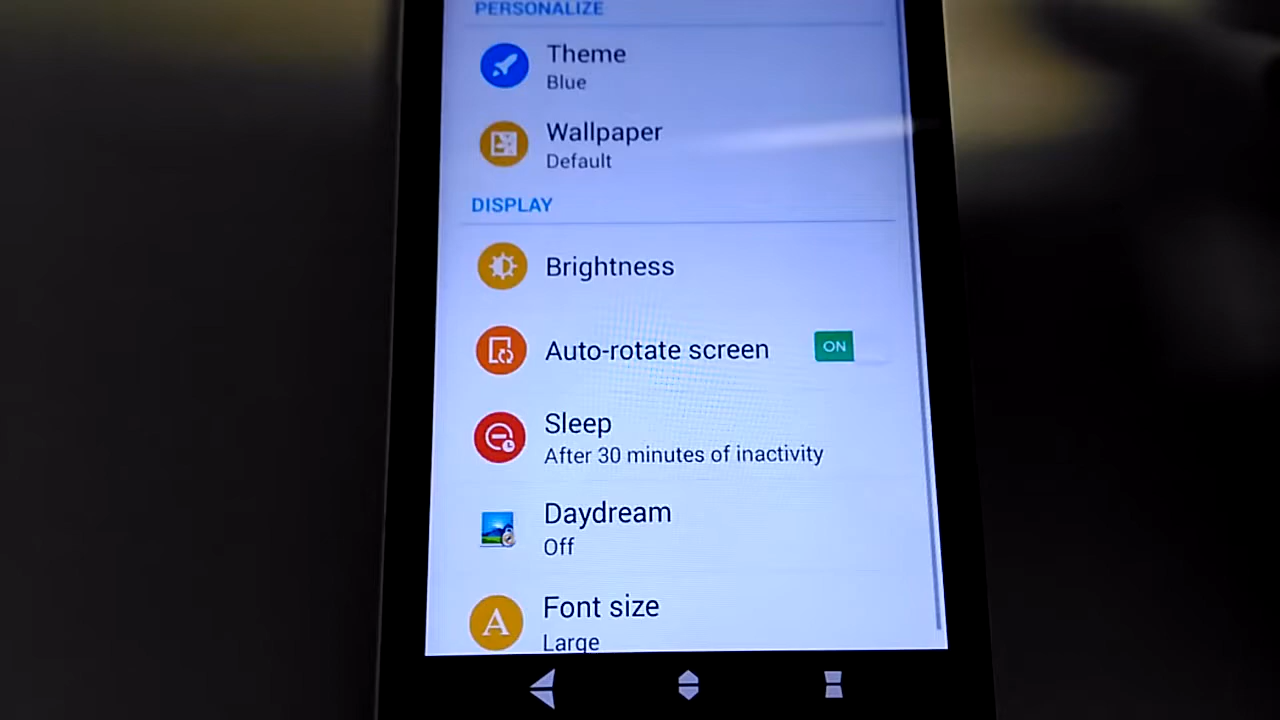 PERSONALIZE
Theme
Blue
Wallpaper
Default
DISPLAY
Brightness
Auto-rotate screen
ON
Sleep
After 30 minutes of inactivity
Daydream
Off
A
Font size
Large